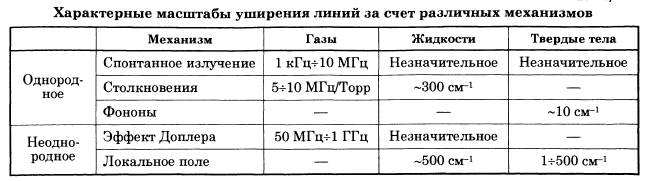 Характерные масштабы уширения линий за счет различных механизмов
Механизм Газы Жидкости Твердые тела
Однород-
ное
Спонтанное излучение 1 кГц÷10 МГц Незначительное Незначительное
Столкновения 5÷10 МГц/Торр ~300 см⁻¹ —
Фононы — — ~10 см⁻¹
Неодно-
родное
Эффект Доплера 50 МГц÷1 ГГц Незначительное —
Локальное поле — ~500 см⁻¹ 1÷500 см⁻¹